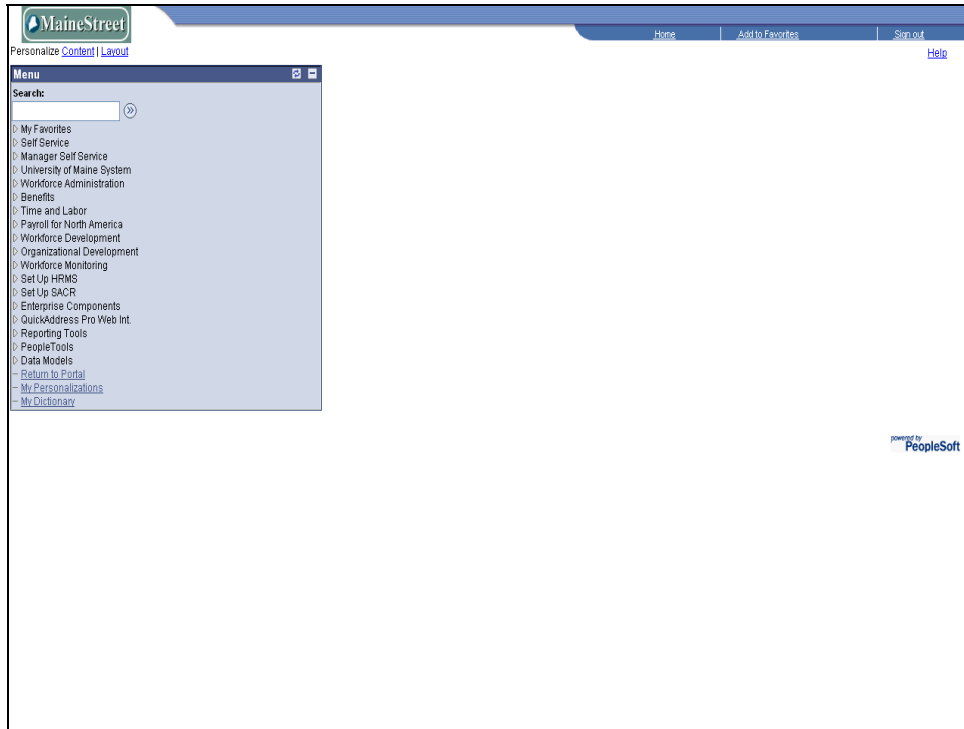 MaineStreet
Home Add to Favorites Sign out
Personalize Content | Layout
Help
Menu
Search:
My Favorites
Self Service
Manager Self Service
University of Maine System
Workforce Administration
Benefits
Time and Labor
Payroll for North America
Workforce Development
Organizational Development
Workforce Monitoring
Set Up HRMS
Set Up SACR
Enterprise Components
QuickAddress Pro Web Int.
Reporting Tools
PeopleTools
Data Models
Return to Portal
My Personalizations
My Dictionary
powered by
PeopleSoft